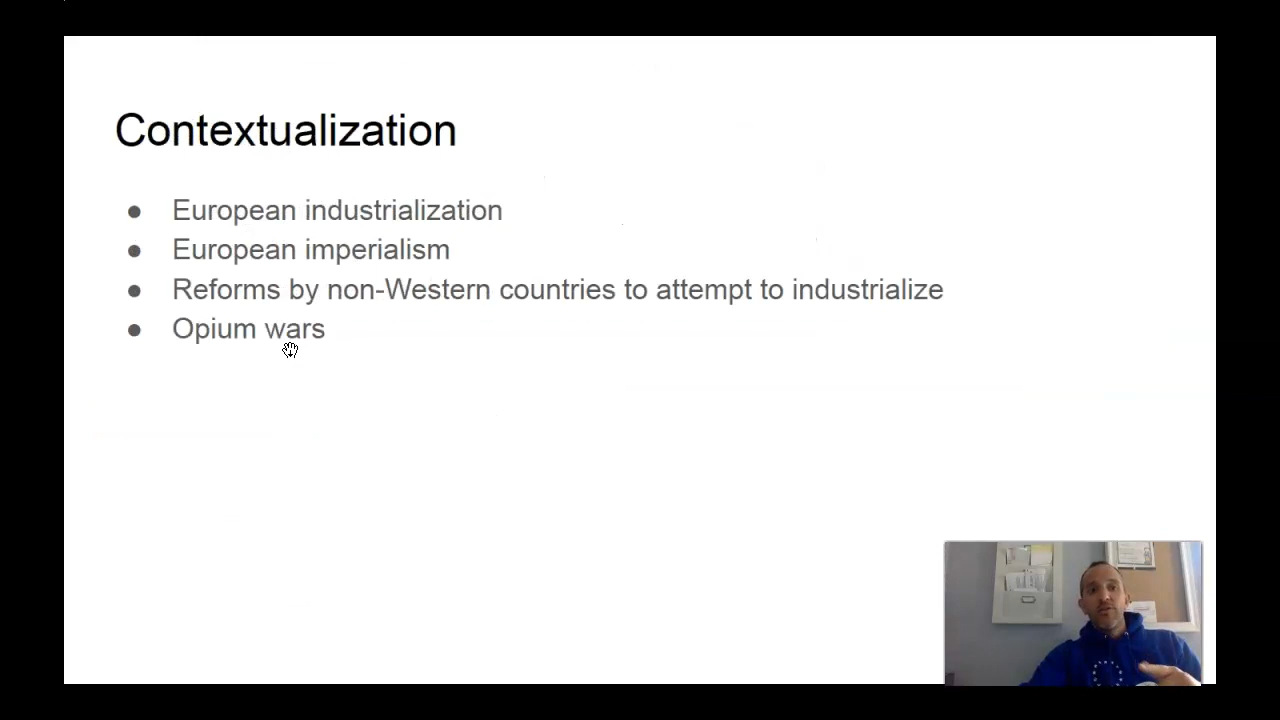 Contextualization
● European industrialization
● European imperialism
● Reforms by non-Western countries to attempt to industrialize
● Opium wars